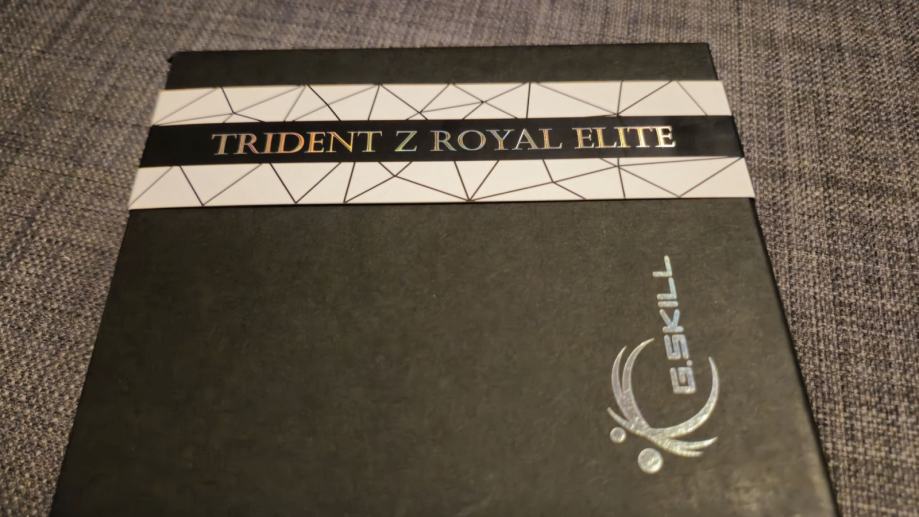 TRIDENT Z ROYAL ELITE
G.SKILL